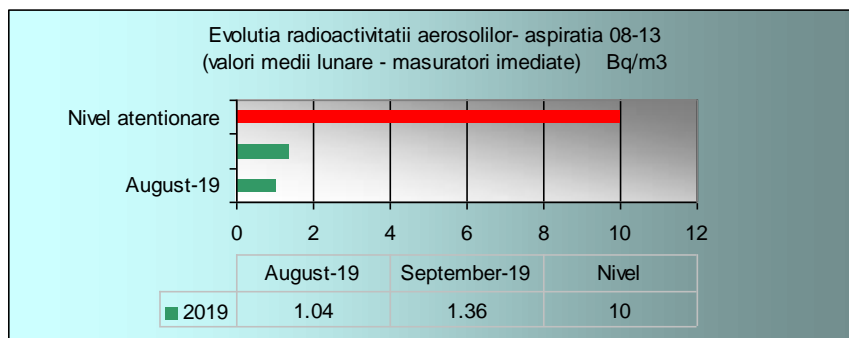 Evolutia radioactivitatii aerosolilor- aspiratia 08-13
(valori medii lunare - masuratori imediate) Bq/m3
Nivel atentionare
August-19
0 2 4 6 8 10 12
August-19 September-19 Nivel
2019 1.04 1.36 10